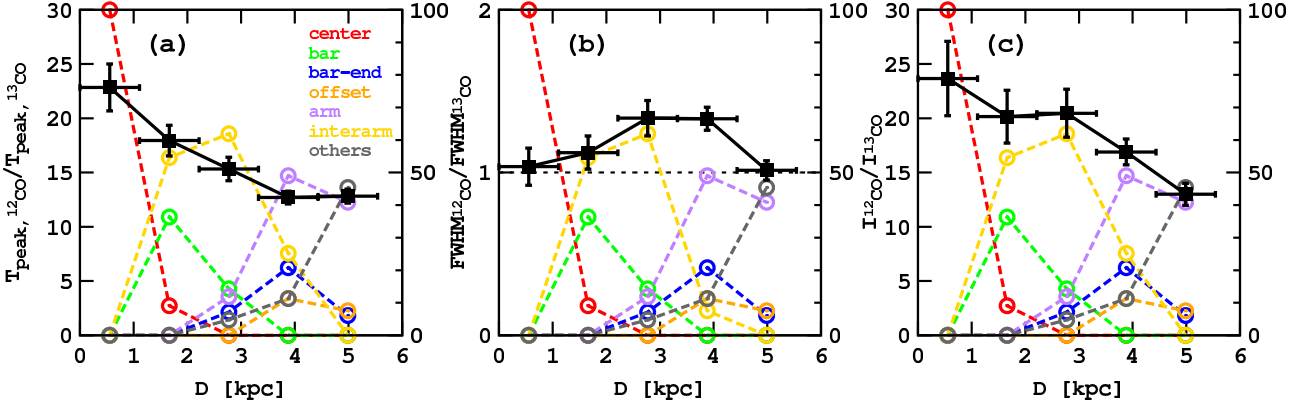 T_peak, 12CO/T_peak, 13CO
30
25
20
15
10
5
0
(a)
center
bar
bar-end
offset
arm
interarm
others
100
50
0
0 1 2 3 4 5 6
D [kpc]
FWHM12CO/FWHM13CO
2
1
0
(b)
100
50
0
0 1 2 3 4 5 6
D [kpc]
I12CO/I13CO
30
25
20
15
10
5
0
(c)
100
50
0
0 1 2 3 4 5 6
D [kpc]